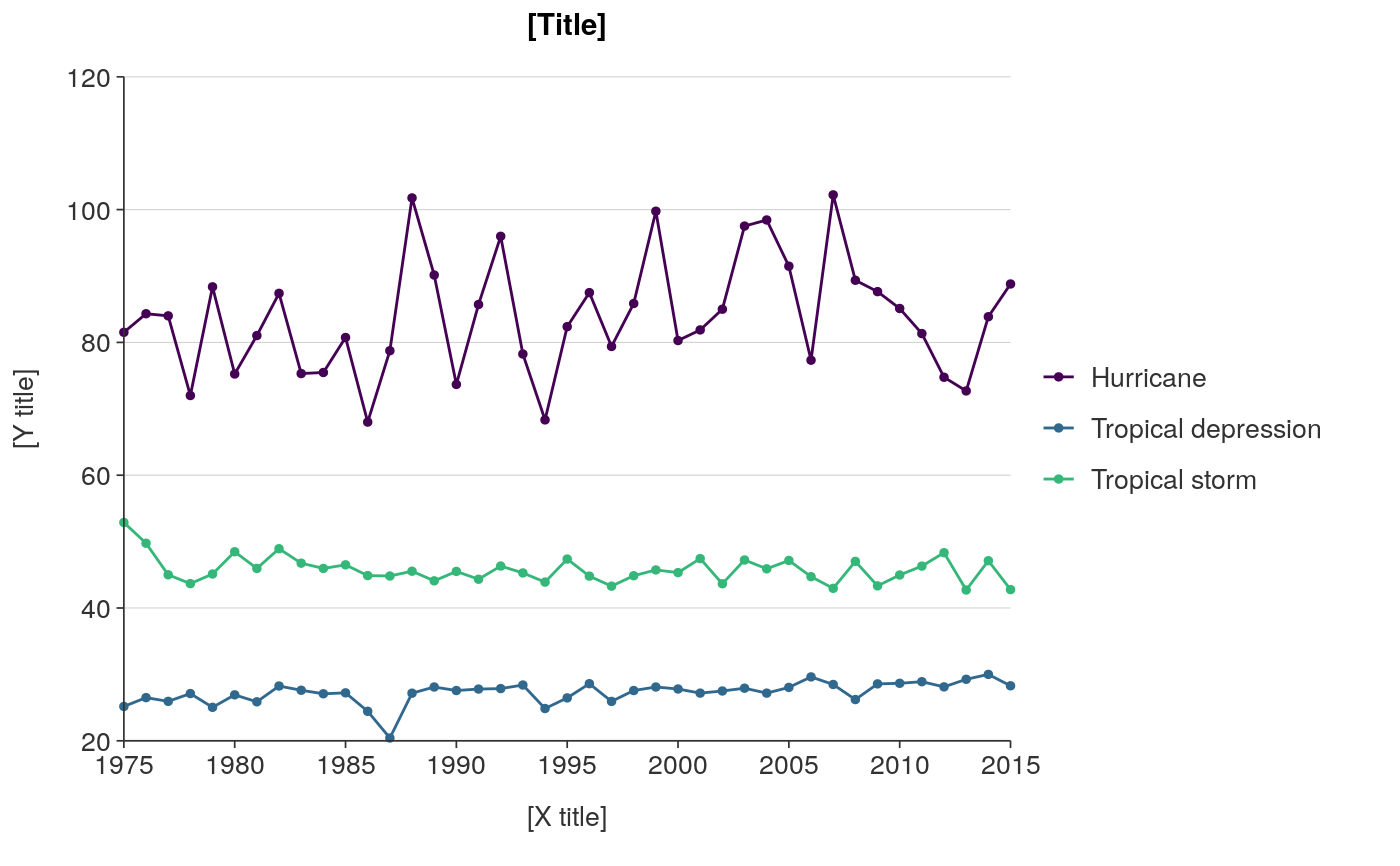 [Title]
120
100
80
60
40
20
[Y title]
1975 1980 1985 1990 1995 2000 2005 2010 2015
[X title]
Hurricane
Tropical depression
Tropical storm